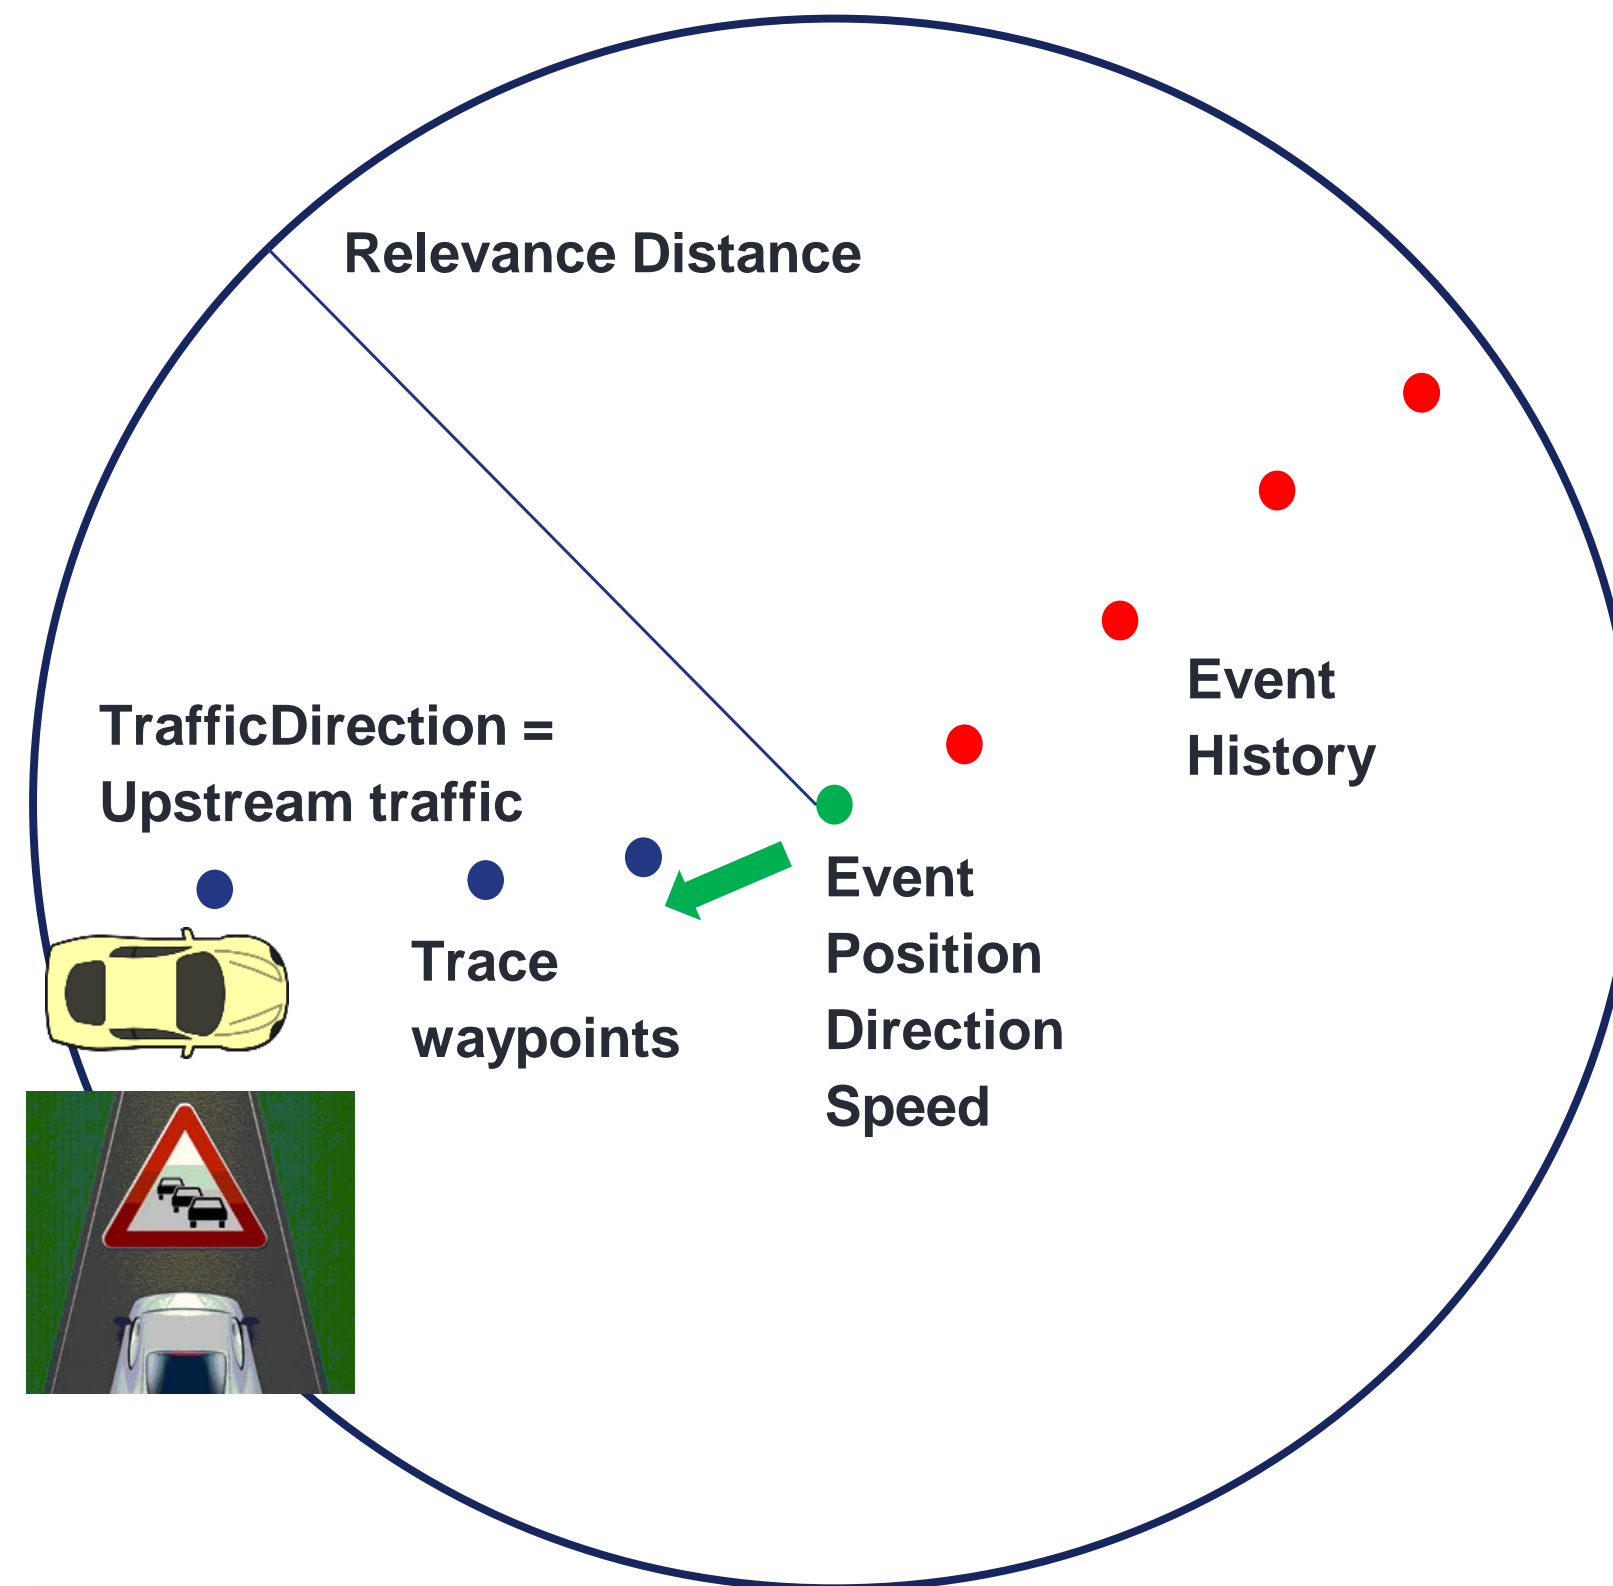 Relevance Distance
Event
History
TrafficDirection =
Upstream traffic
Event
Position
Direction
Speed
Trace
waypoints